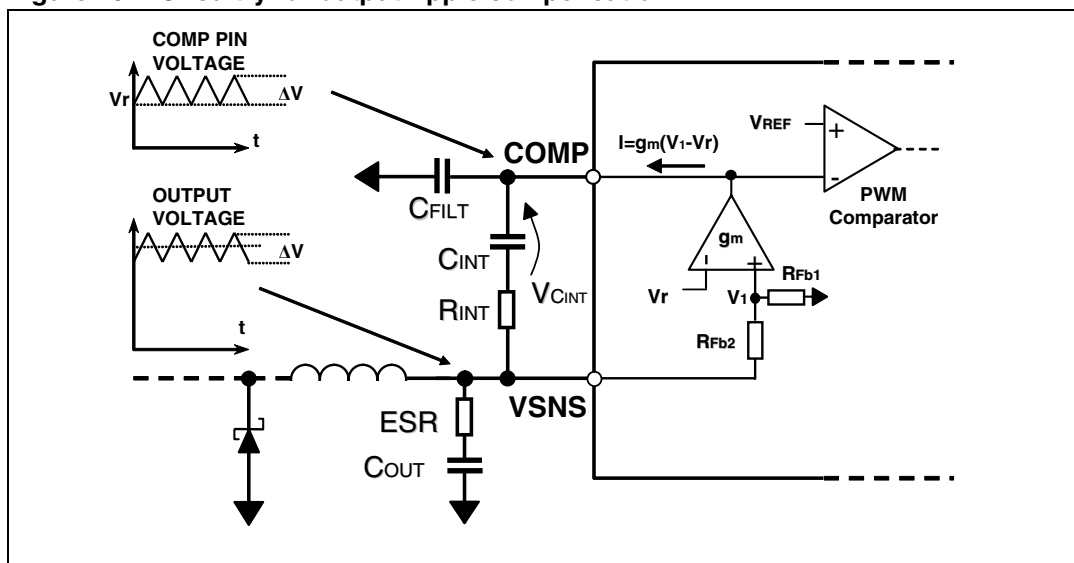 COMP PIN
VOLTAGE
Vr
ΔV
t
OUTPUT
VOLTAGE
ΔV
t
COMP
CFILT
CINT
VCINT
RINT
VSNS
ESR
COUT
I=gm(V1-Vr)
VREF
+
-
PWM
Comparator
gm
-
+
Vr
V1
RFb1
RFb2